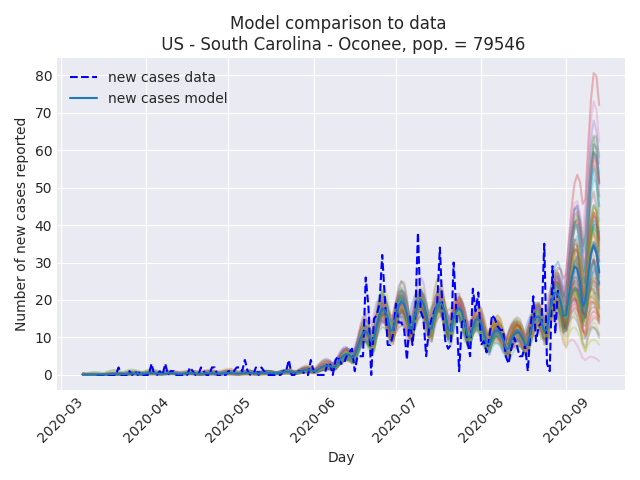 Model comparison to data
US - South Carolina - Oconee, pop. = 79546
new cases data
new cases model
Number of new cases reported
80
70
60
50
40
30
20
10
0
2020-03
2020-04
2020-05
2020-06
2020-07
2020-08
2020-09
Day